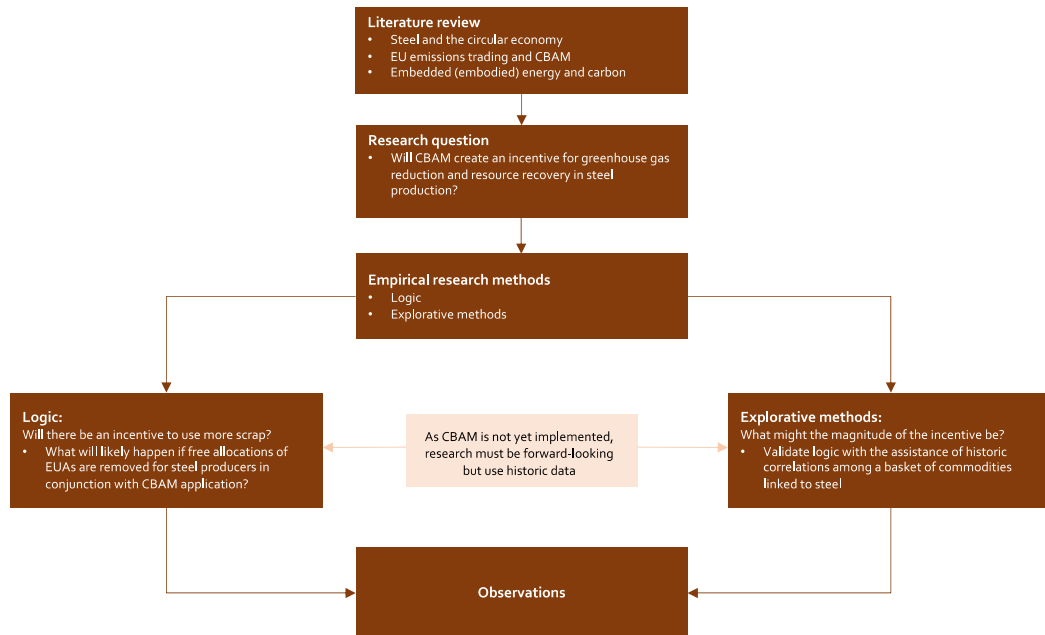 Literature review
• Steel and the circular economy
• EU emissions trading and CBAM
• Embedded (embodied) energy and carbon
Research question
• Will CBAM create an incentive for greenhouse gas
reduction and resource recovery in steel
production?
Empirical research methods
• Logic
• Explorative methods
Logic:
Will there be an incentive to use more scrap?
• What will likely happen if free allocations of
EUAs are removed for steel producers in
conjunction with CBAM application?
As CBAM is not yet implemented,
research must be forward-looking
but use historic data
Explorative methods:
What might the magnitude of the incentive be?
• Validate logic with the assistance of historic
correlations among a basket of commodities
linked to steel
Observations